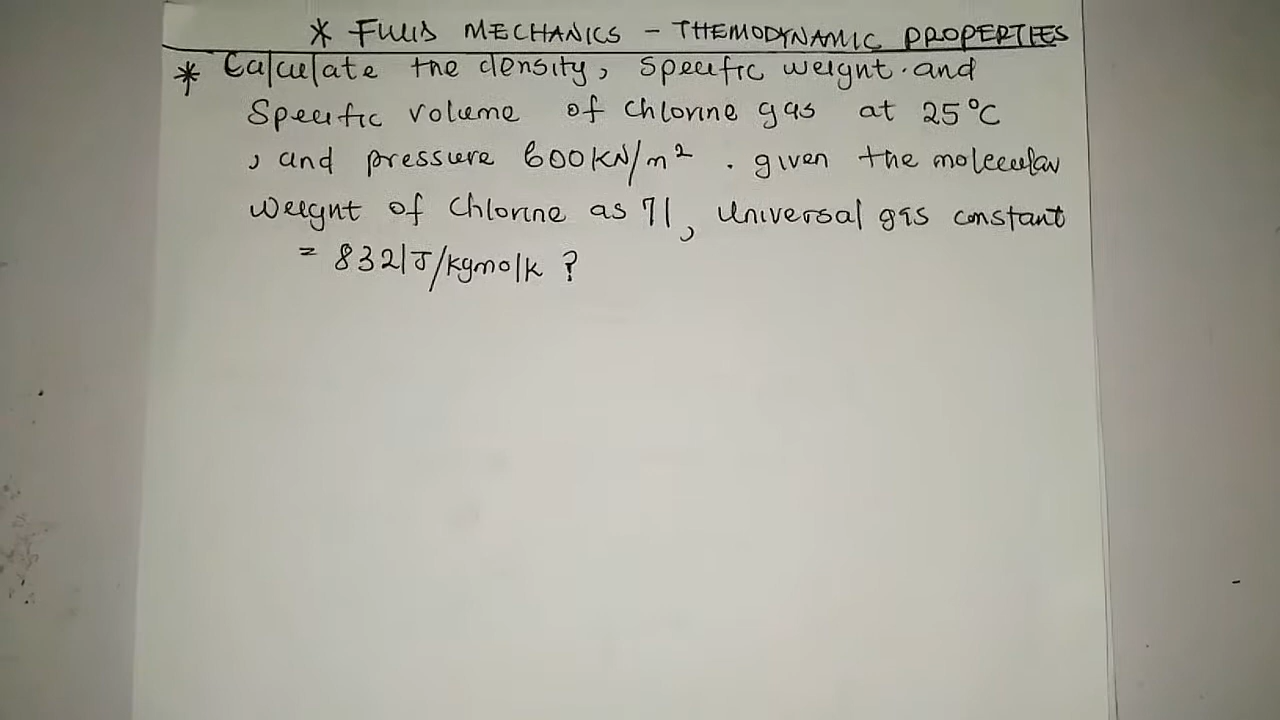 * FLUID MECHANICS - THEMODYNAMIC PROPERTIES
* Calculate the density, specific weight. and
Specific volume of chlorine gas at 25°C
, and pressure 600KN/m². given the molecular
weight of Chlorine as 71, Universal gas constant
= 8321J/kgmolk ?